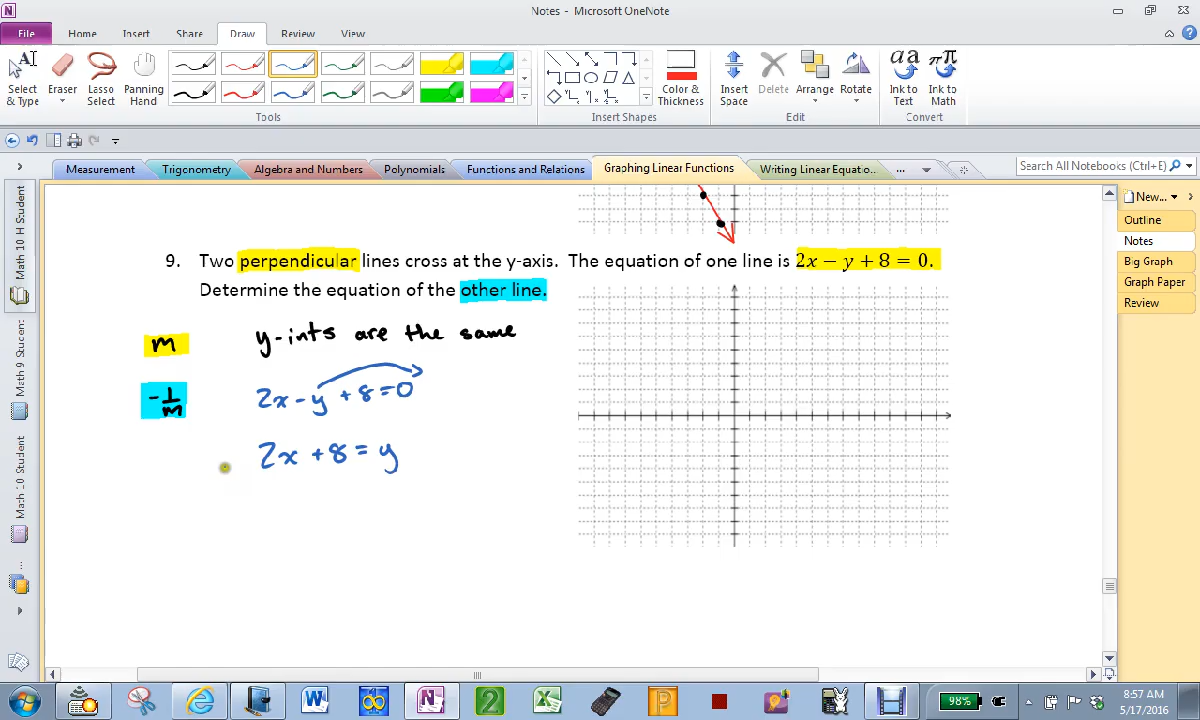 Notes - Microsoft OneNote
File Home Insert Share Draw Review View
Select & Type
Eraser
Lasso Select
Panning Hand
Color & Thickness
Insert Space
Delete
Arrange
Rotate
Ink to Text
Ink to Math
Tools Insert Shapes Edit Convert
Measurement Trigonometry Algebra and Numbers Polynomials Functions and Relations Graphing Linear Functions Writing Linear Equatio... ...
Search All Notebooks (Ctrl+E)
Math 10 H Student
Math 9 Student
Math 10 Student
New...
Outline
Notes
Big Graph
Graph Paper
Review
9. Two perpendicular lines cross at the y-axis. The equation of one line is 2x − y + 8 = 0.
Determine the equation of the other line.
m
y-ints are the same
-1/m
2x - y + 8 = 0
2x + 8 = y
98%
8:57 AM
5/17/2016